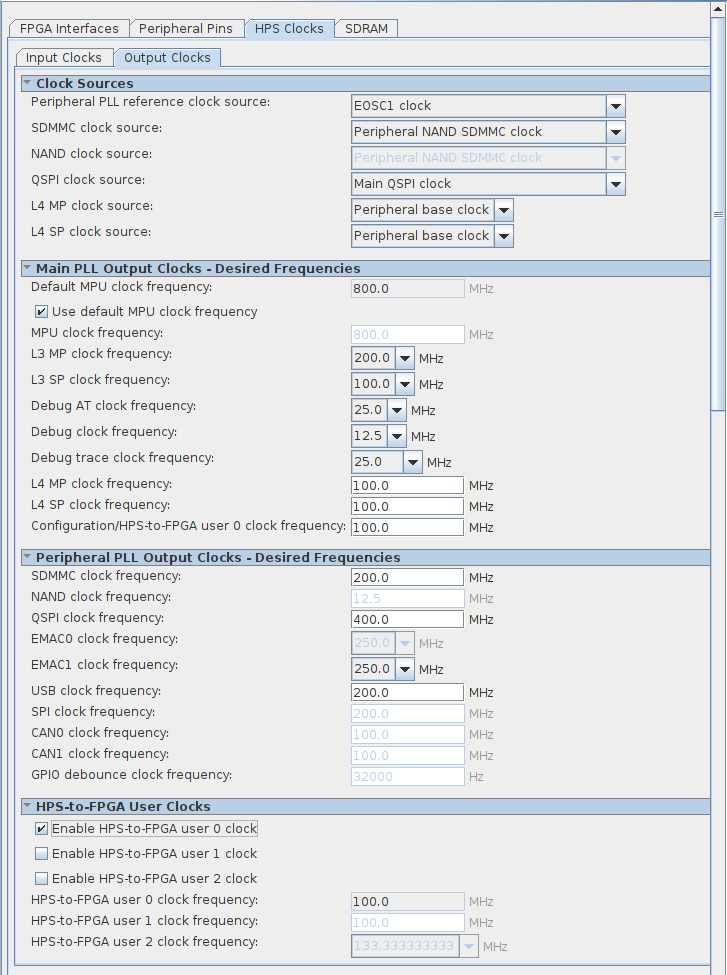 FPGA Interfaces Peripheral Pins HPS Clocks SDRAM
Input Clocks Output Clocks
Clock Sources
Peripheral PLL reference clock source: EOSC1 clock
SDMMC clock source: Peripheral NAND SDMMC clock
NAND clock source: Peripheral NAND SDMMC clock
QSPI clock source: Main QSPI clock
L4 MP clock source: Peripheral base clock
L4 SP clock source: Peripheral base clock
Main PLL Output Clocks - Desired Frequencies
Default MPU clock frequency: 800.0 MHz
Use default MPU clock frequency
MPU clock frequency: 800.0 MHz
L3 MP clock frequency: 200.0 MHz
L3 SP clock frequency: 100.0 MHz
Debug AT clock frequency: 25.0 MHz
Debug clock frequency: 12.5 MHz
Debug trace clock frequency: 25.0 MHz
L4 MP clock frequency: 100.0 MHz
L4 SP clock frequency: 100.0 MHz
Configuration/HPS-to-FPGA user 0 clock frequency: 100.0 MHz
Peripheral PLL Output Clocks - Desired Frequencies
SDMMC clock frequency: 200.0 MHz
NAND clock frequency: 12.5 MHz
QSPI clock frequency: 400.0 MHz
EMAC0 clock frequency: 250.0 MHz
EMAC1 clock frequency: 250.0 MHz
USB clock frequency: 200.0 MHz
SPI clock frequency: 200.0 MHz
CAN0 clock frequency: 100.0 MHz
CAN1 clock frequency: 100.0 MHz
GPIO debounce clock frequency: 32000 Hz
HPS-to-FPGA User Clocks
Enable HPS-to-FPGA user 0 clock
Enable HPS-to-FPGA user 1 clock
Enable HPS-to-FPGA user 2 clock
HPS-to-FPGA user 0 clock frequency: 100.0 MHz
HPS-to-FPGA user 1 clock frequency: 100.0 MHz
HPS-to-FPGA user 2 clock frequency: 133.333333333 MHz